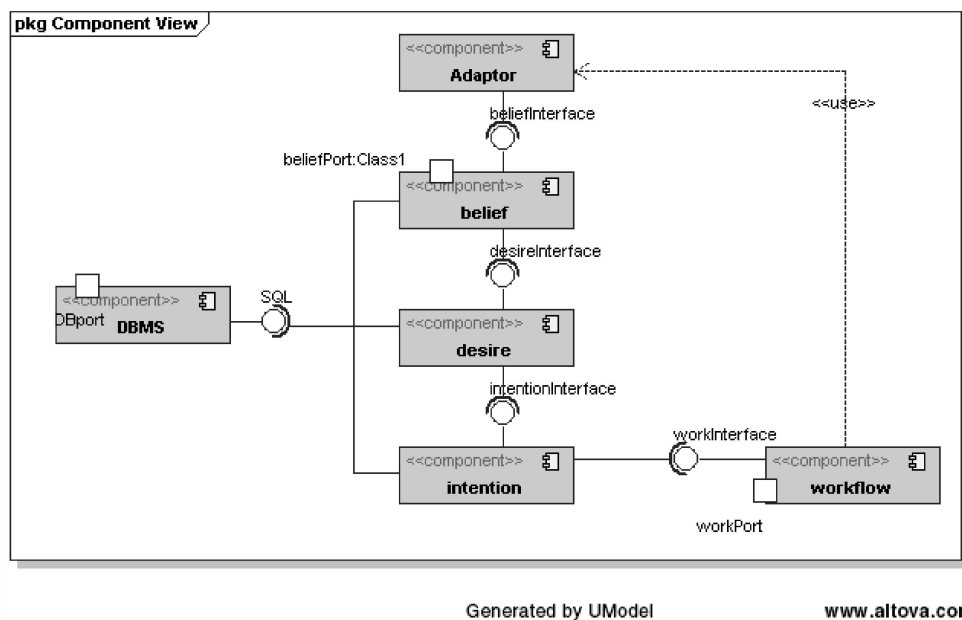 pkg Component View
<<component>>
Adaptor
<<use>>
beliefInterface
beliefPort:Class1
<<component>>
belief
desireInterface
<<component>>
DBport
DBMS
SQL
<<component>>
desire
intentionInterface
<<component>>
intention
workInterface
<<component>>
workflow
workPort
Generated by UModel
www.altova.com